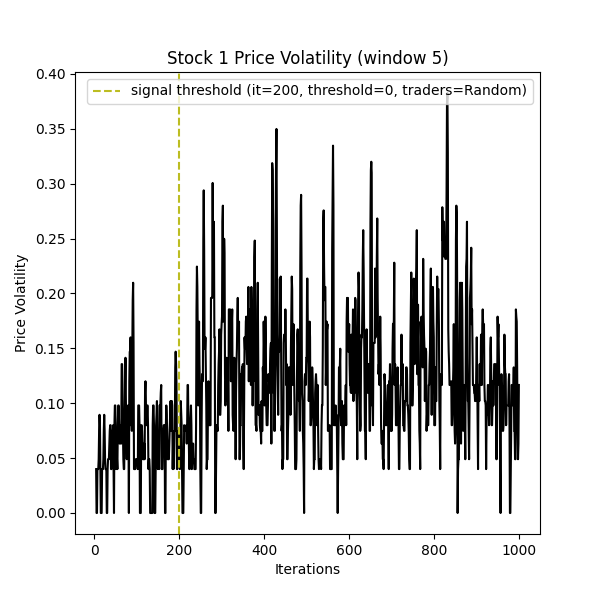 Stock 1 Price Volatility (window 5)
signal threshold (it=200, threshold=0, traders=Random)
0.40
0.35
0.30
0.25
0.20
0.15
0.10
0.05
0.00
Price Volatility
0 200 400 600 800 1000
Iterations